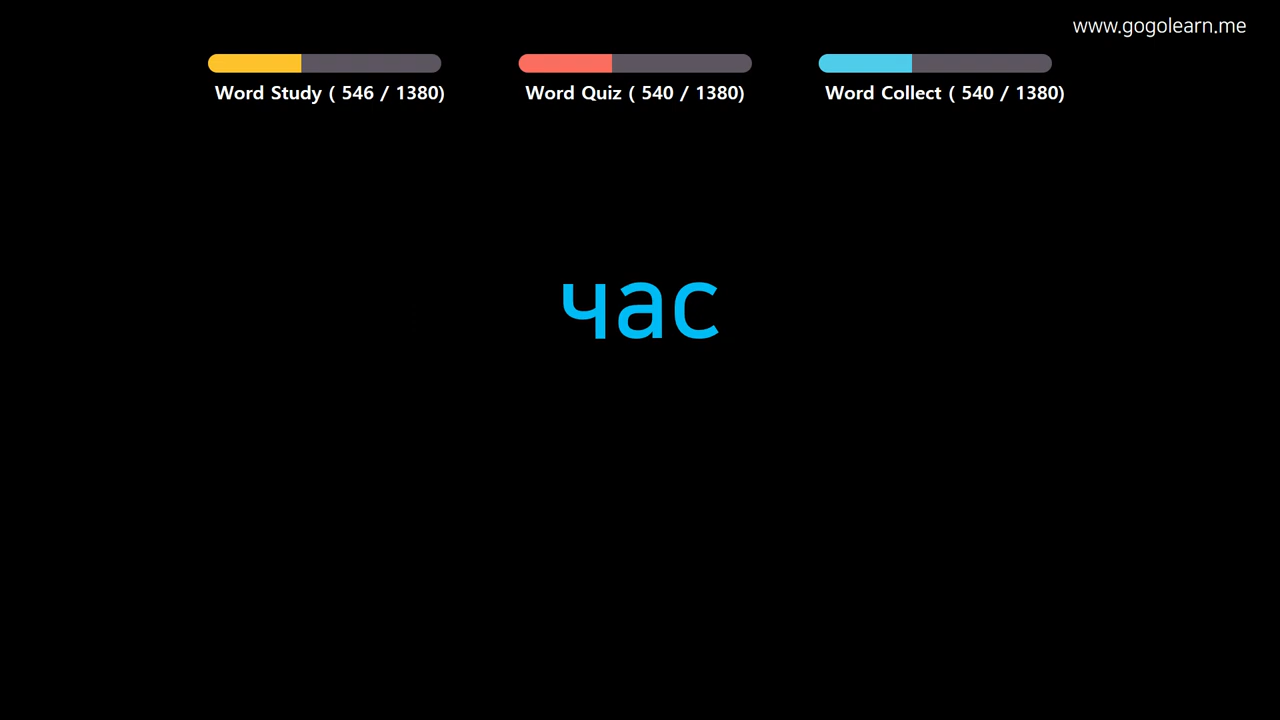 www.gogolearn.me
Word Study ( 546 / 1380)
Word Quiz ( 540 / 1380)
Word Collect ( 540 / 1380)
час